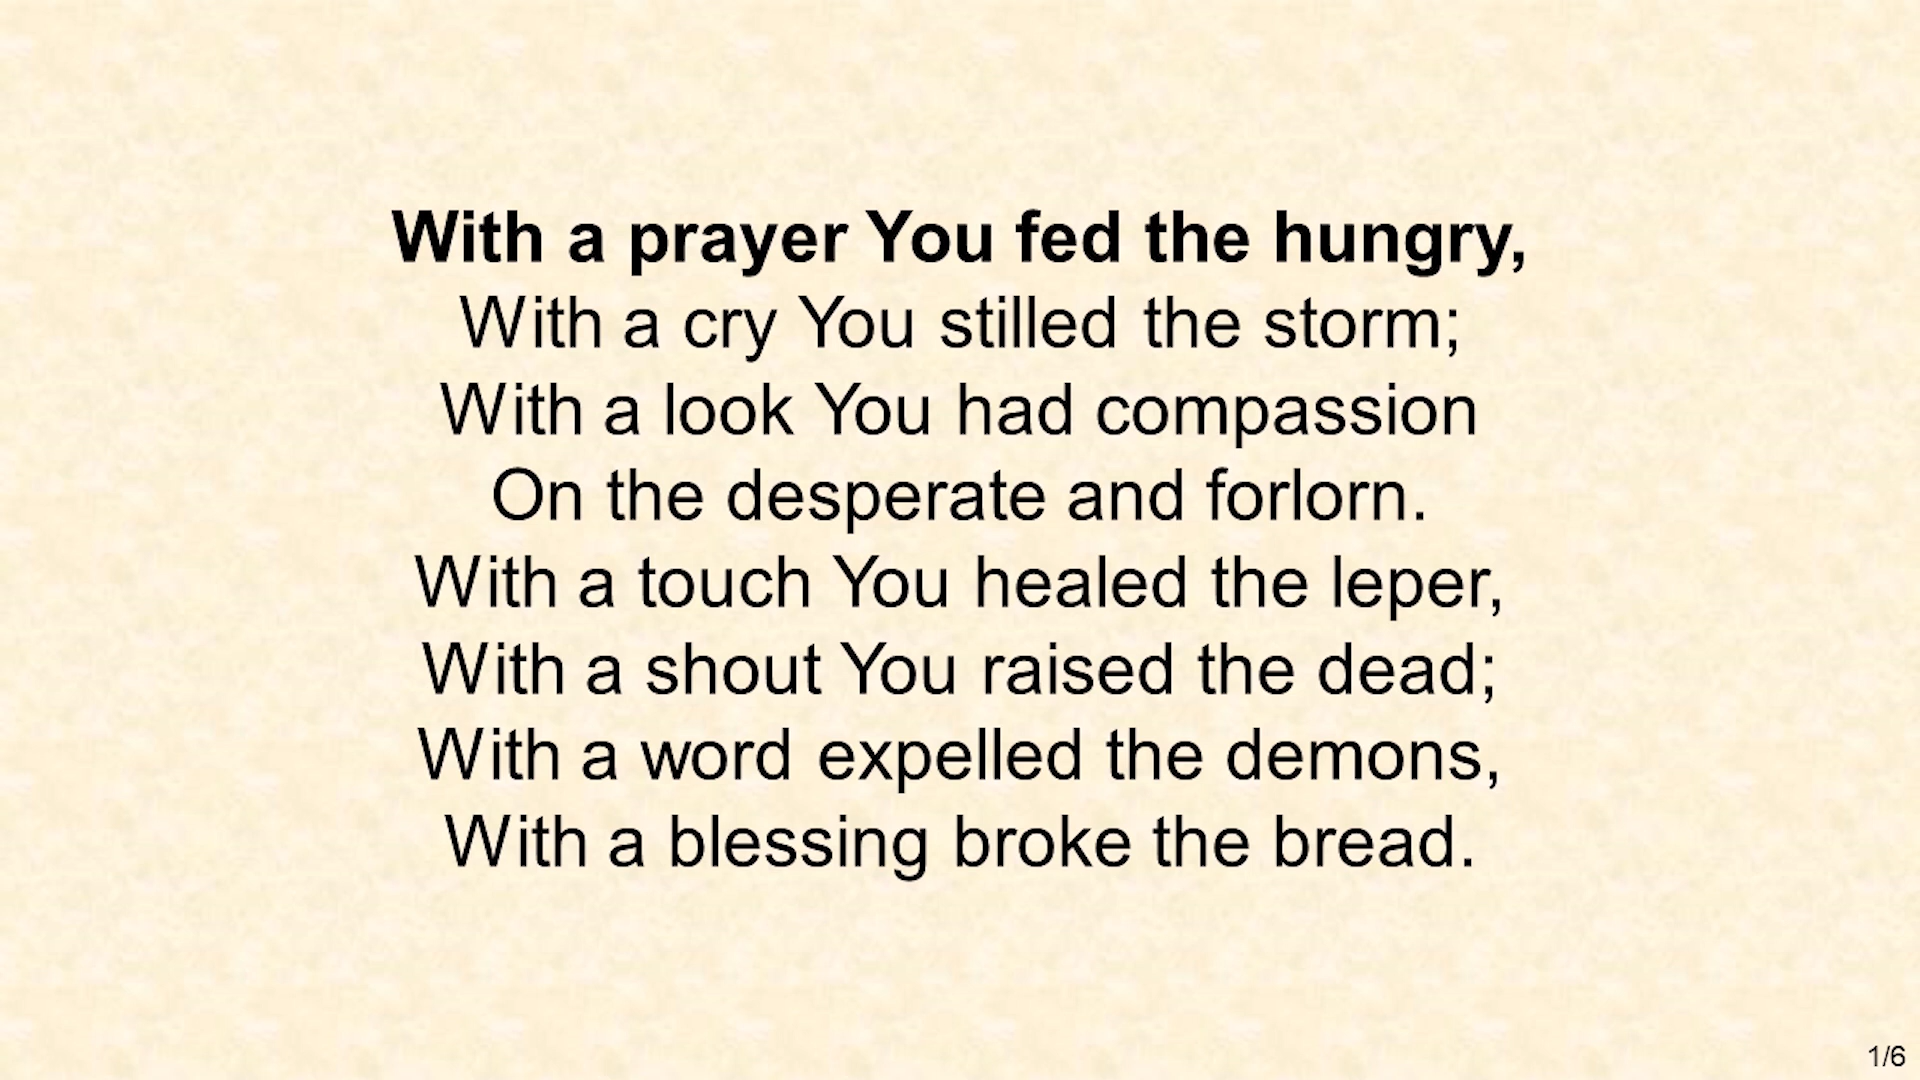 With a prayer You fed the hungry,
With a cry You stilled the storm;
With a look You had compassion
On the desperate and forlorn.
With a touch You healed the leper,
With a shout You raised the dead;
With a word expelled the demons,
With a blessing broke the bread.
1/6